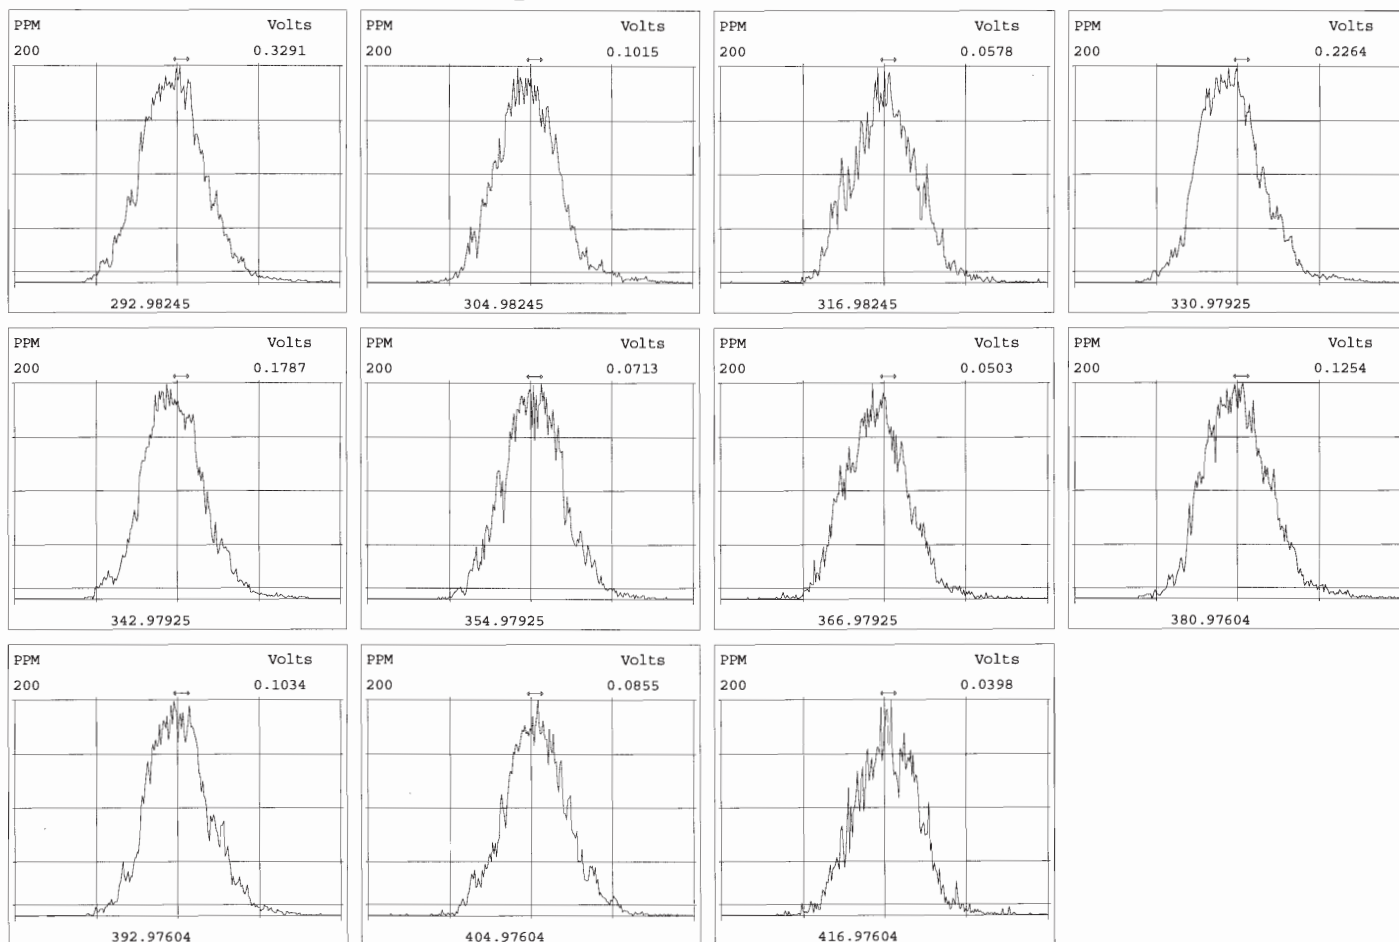 PPM Volts
200 0.3291
292.98245
PPM Volts
200 0.1015
304.98245
PPM Volts
200 0.0578
316.98245
PPM Volts
200 0.2264
330.97925
PPM Volts
200 0.1787
342.97925
PPM Volts
200 0.0713
354.97925
PPM Volts
200 0.0503
366.97925
PPM Volts
200 0.1254
380.97604
PPM Volts
200 0.1034
392.97604
PPM Volts
200 0.0855
404.97604
PPM Volts
200 0.0398
416.97604